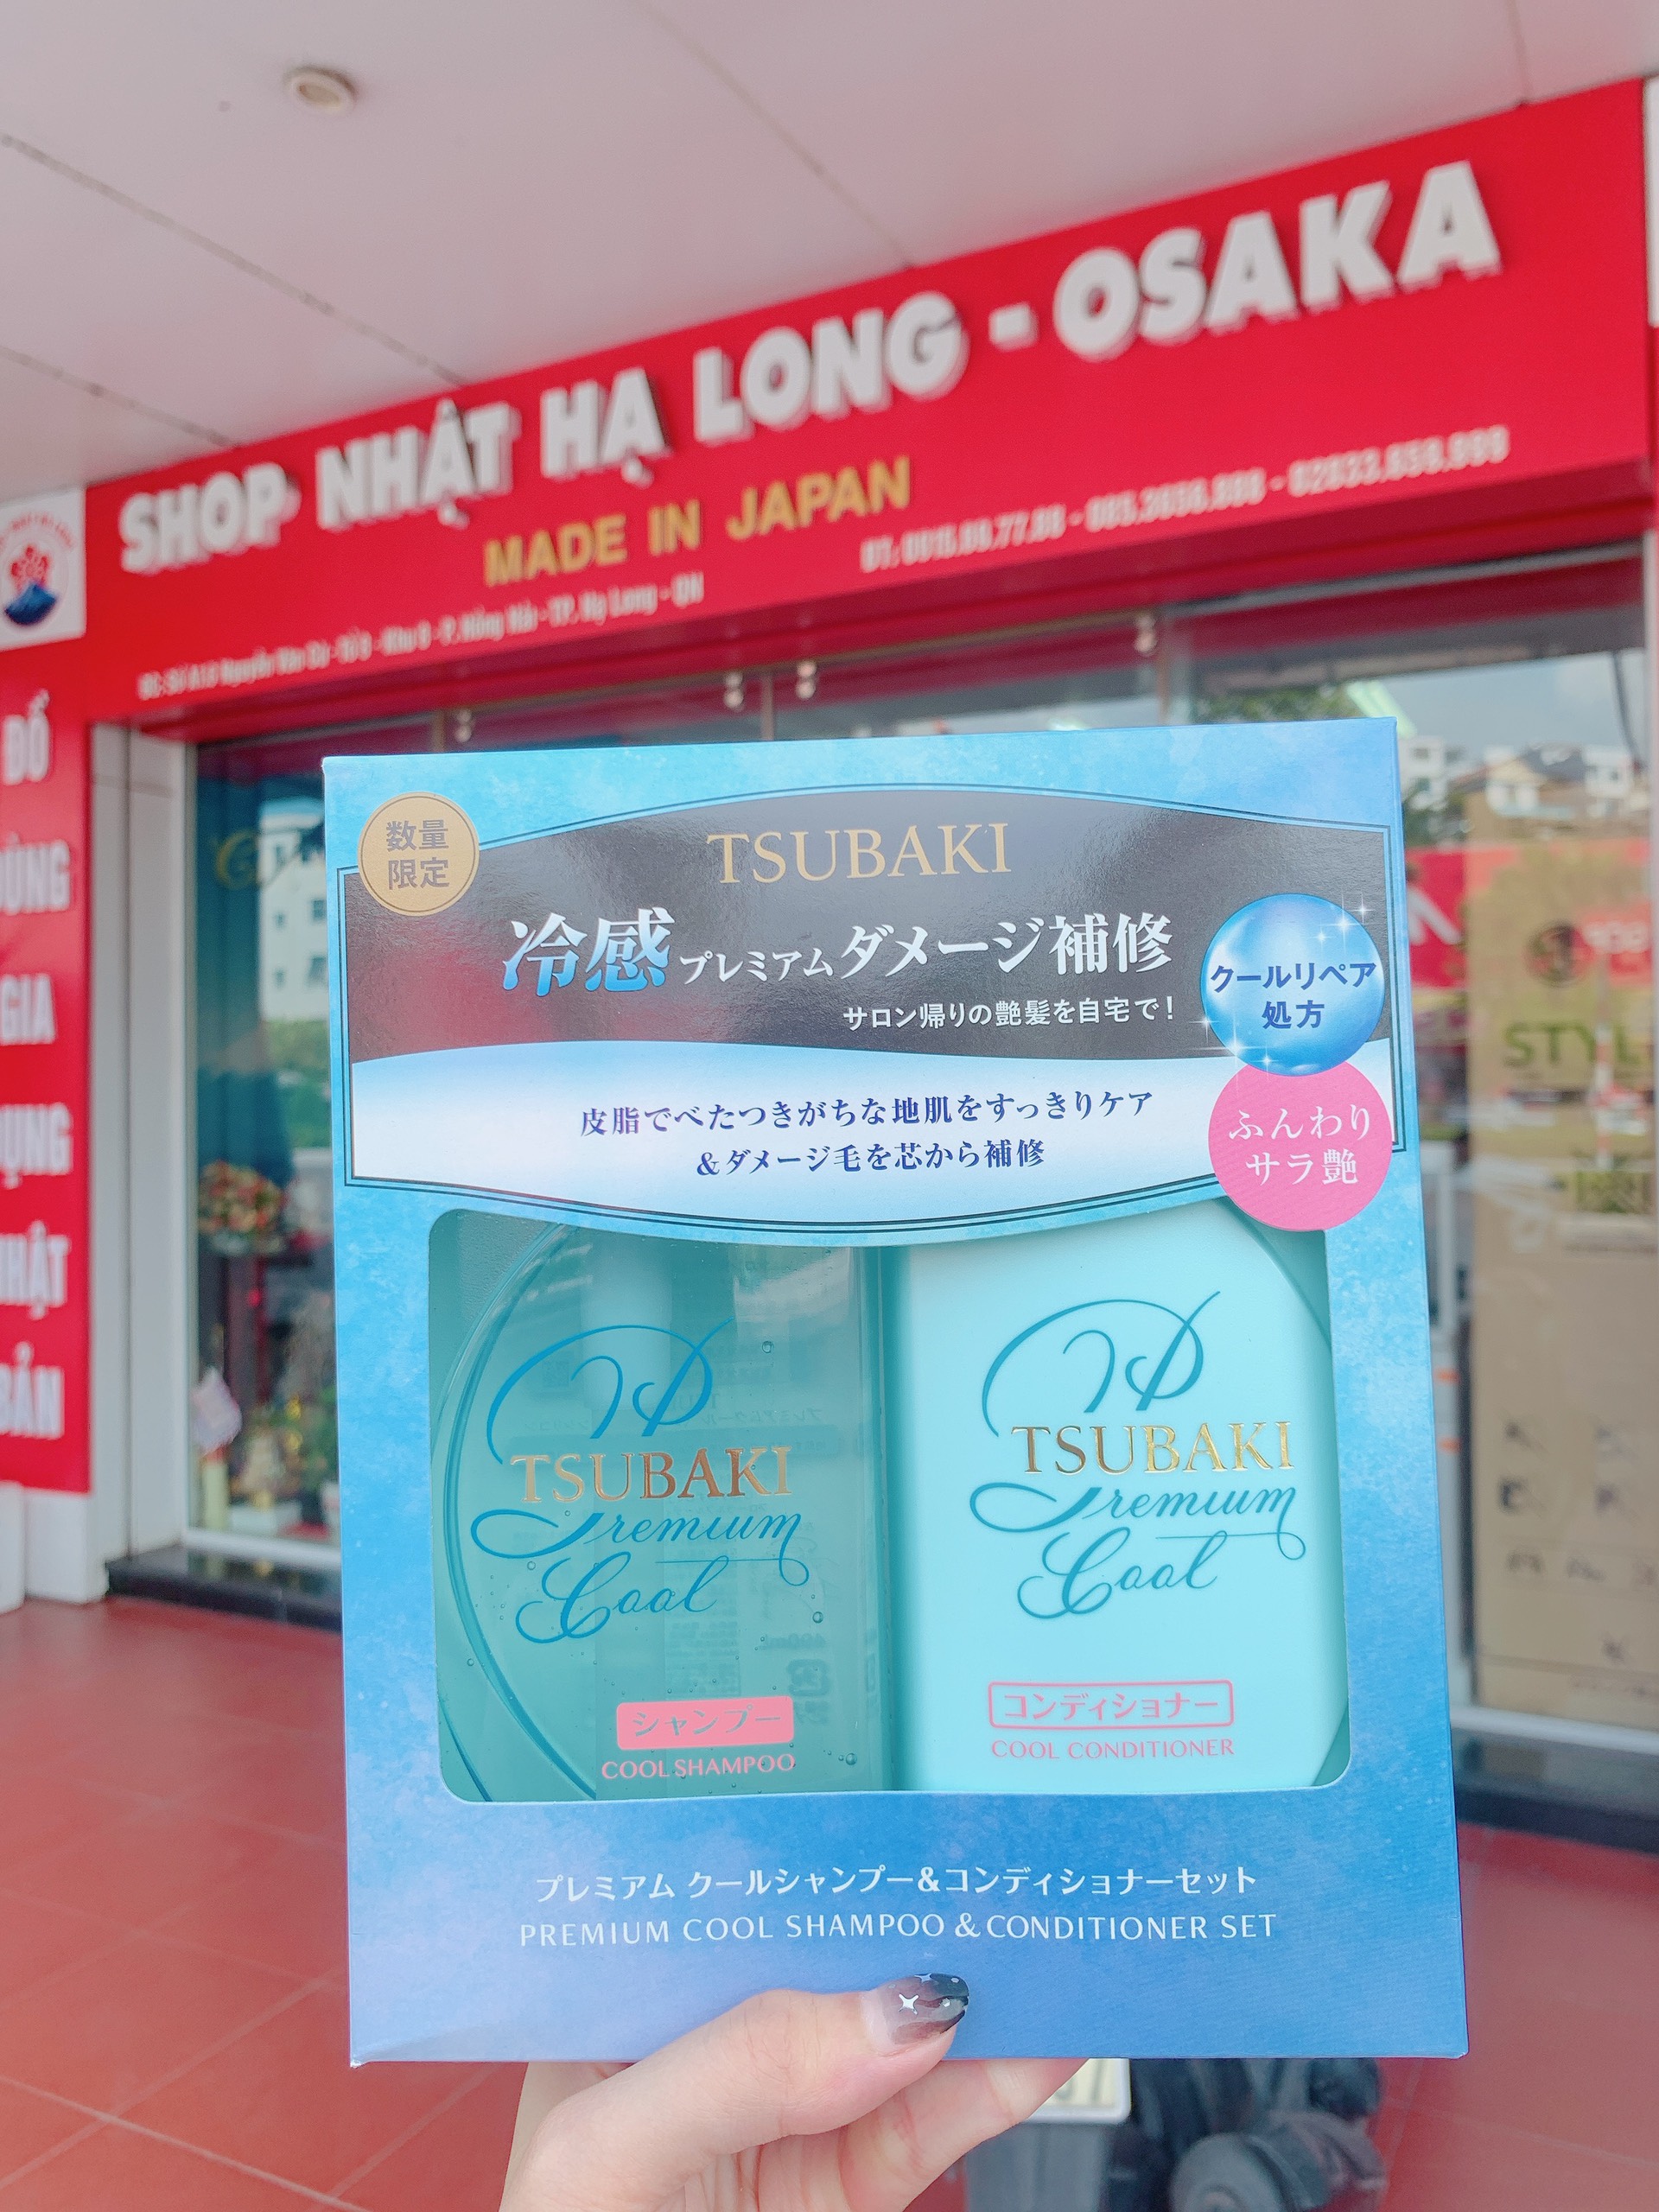 SHOP NHẬT HẠ LONG - OSAKA
MADE IN JAPAN
Hạ Long - QH
ĐỒ
DÙNG
GIA
DỤNG
NHẬT
BẢN
数量
限定
TSUBAKI
冷感プレミアムダメージ補修
サロン帰りの艶髪を自宅で!
クールリペア
処方
皮脂でべたつきがちな地肌をすっきりケア
&ダメージ毛を芯から補修
ふんわり
サラ艶
TSUBAKI
Premium
Cool
シャンプー
COOL SHAMPOO
TSUBAKI
Premium
Cool
コンディショナー
COOL CONDITIONER
プレミアム クールシャンプー&コンディショナーセット
PREMIUM COOL SHAMPOO & CONDITIONER SET